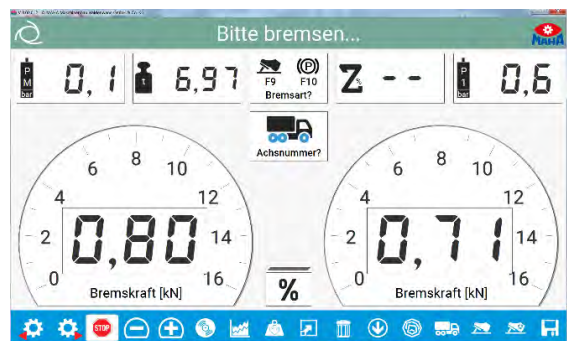 Bitte bremsen...
MAHA
P
M
bar
0,1
t
6,97
F9
(P)
F10
Bremsart?
Z
%
--
P
1
bar
0,6
Achsnummer?
0
2
4
6
8
10
12
14
16
0,80
Bremskraft [kN]
%
0
2
4
6
8
10
12
14
16
0,71
Bremskraft [kN]
STOP